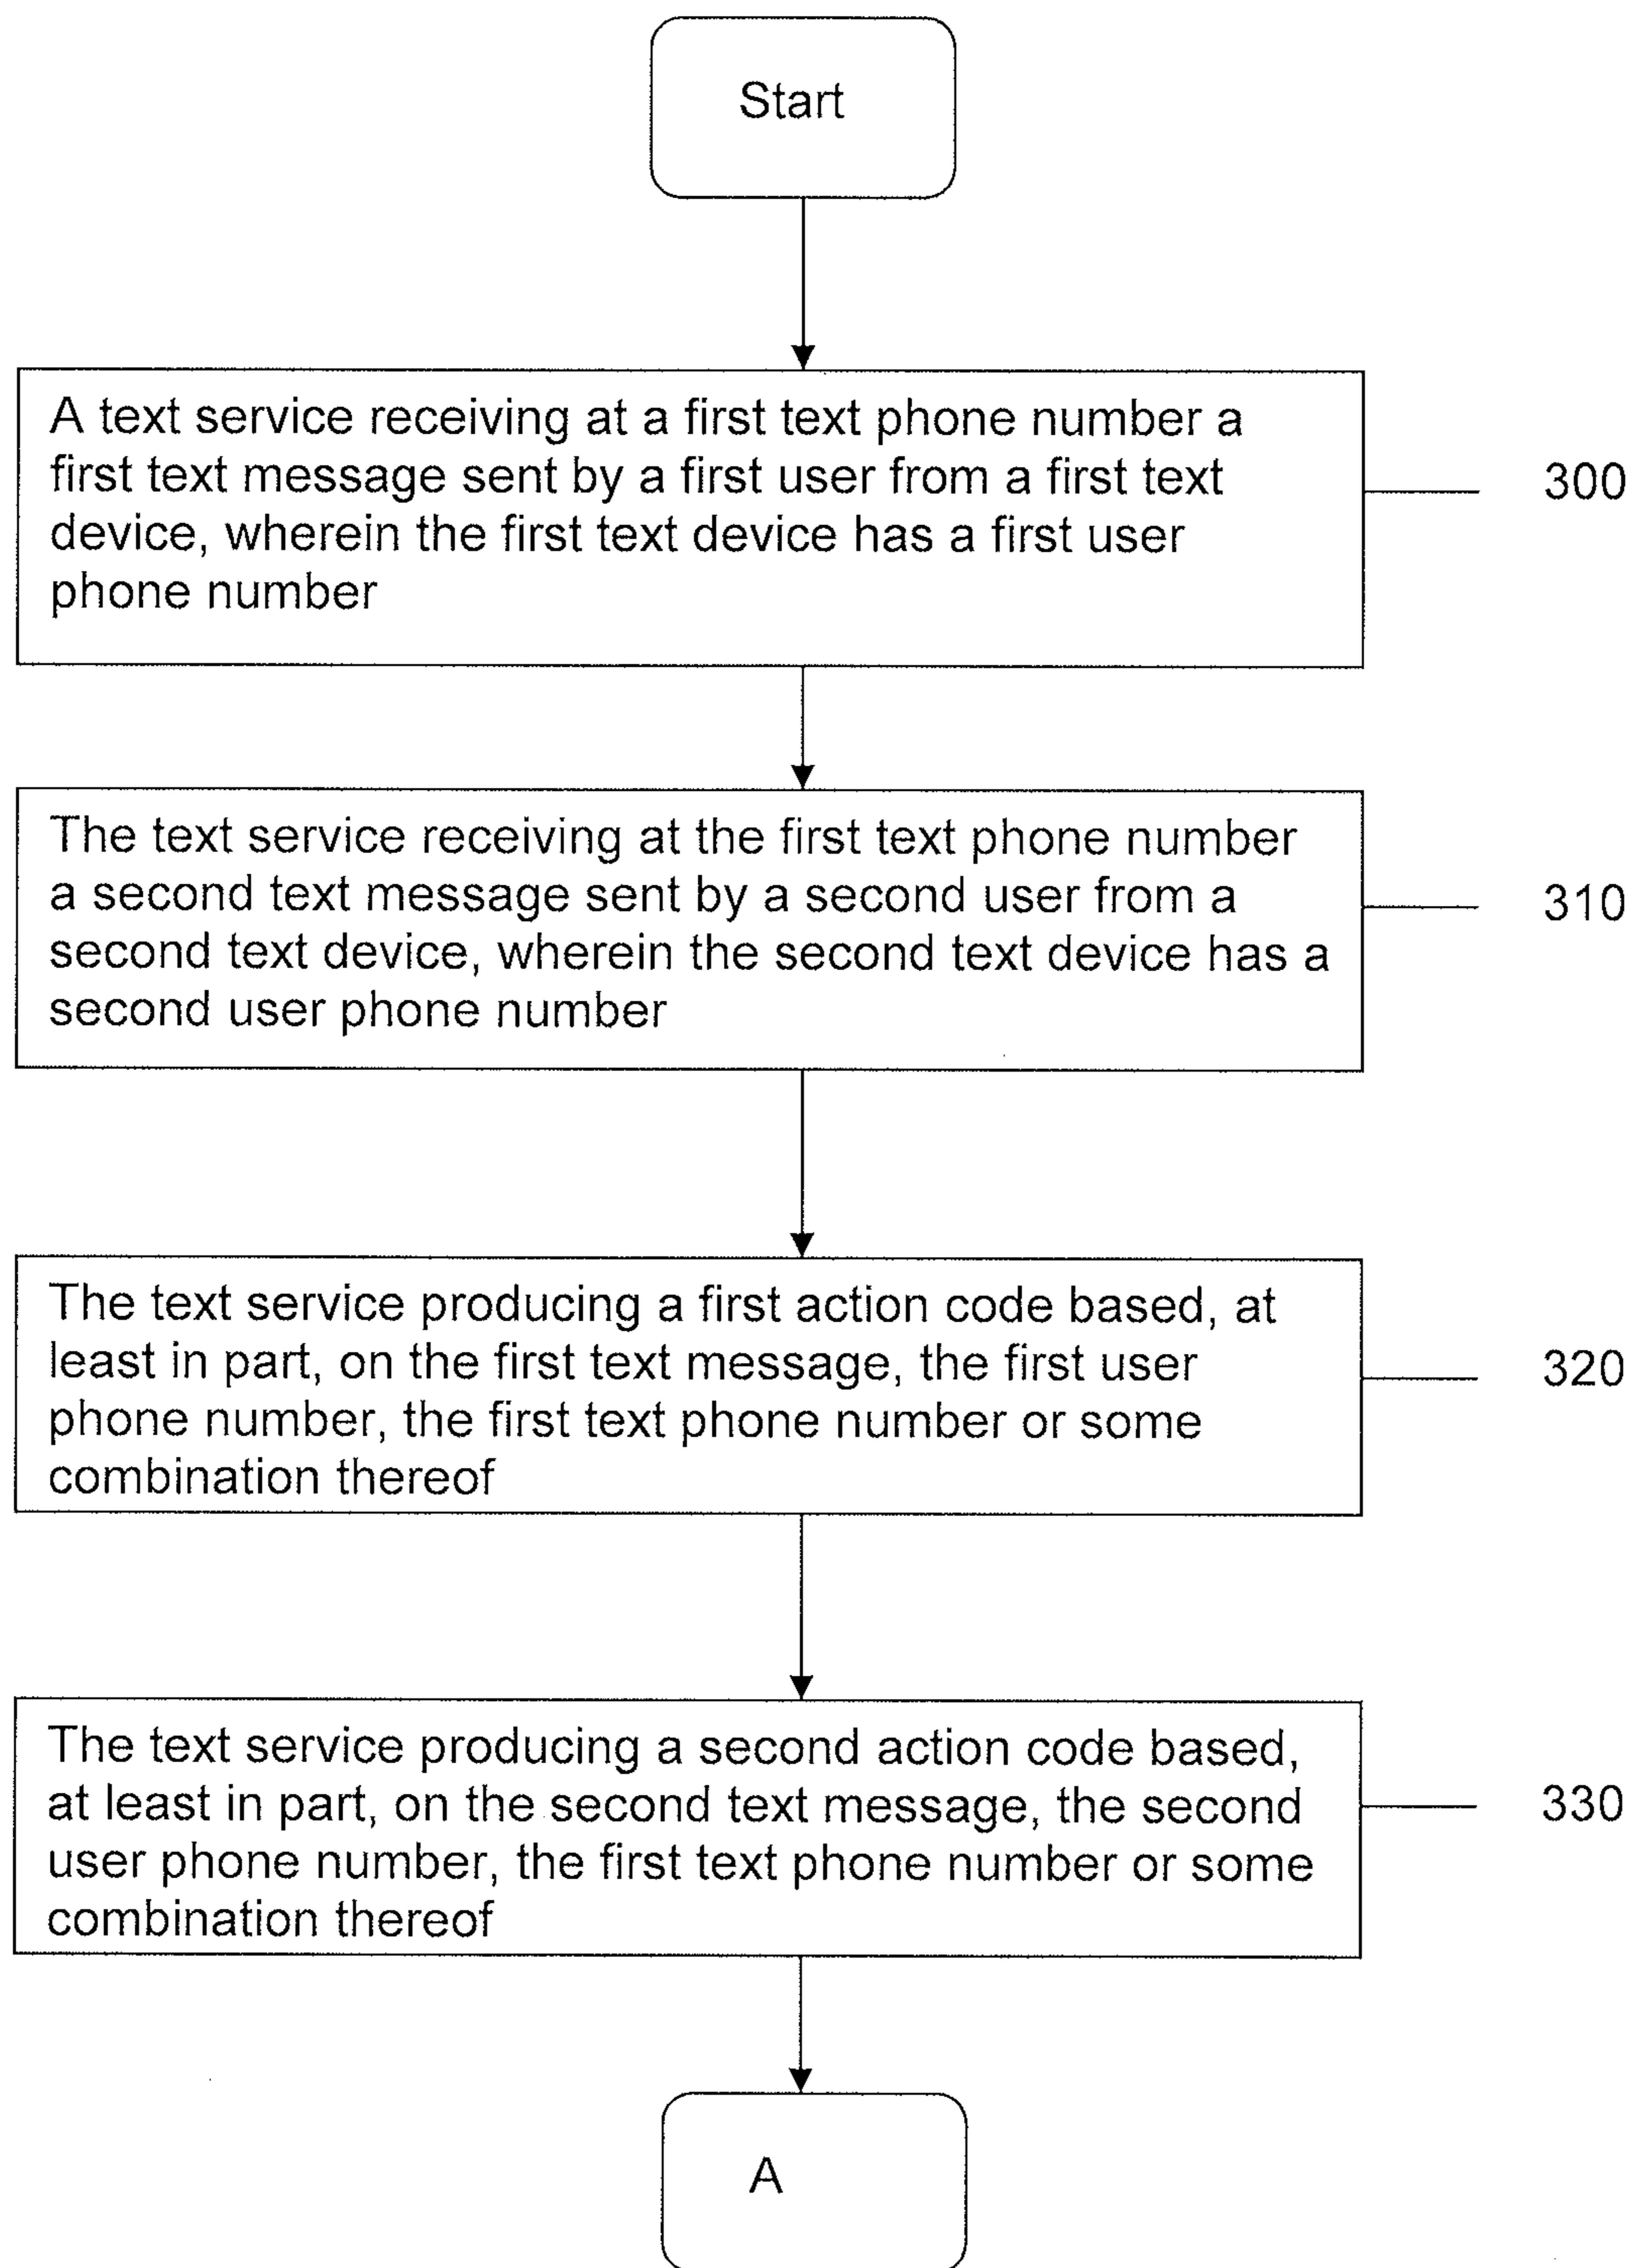 Start
A text service receiving at a first text phone number a
first text message sent by a first user from a first text
device, wherein the first text device has a first user
phone number
300
The text service receiving at the first text phone number
a second text message sent by a second user from a
second text device, wherein the second text device has a
second user phone number
310
The text service producing a first action code based, at
least in part, on the first text message, the first user
phone number, the first text phone number or some
combination thereof
320
The text service producing a second action code based,
at least in part, on the second text message, the second
user phone number, the first text phone number or some
combination thereof
330
A